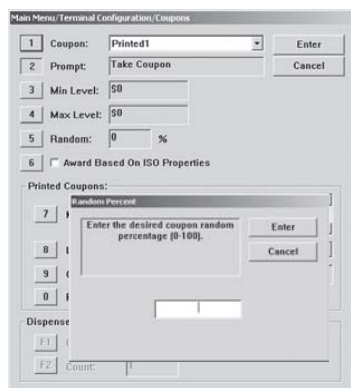 Main Menu/Terminal Configuration/Coupons
1 Coupon: Printed1 Enter
2 Prompt: Take Coupon Cancel
3 Min Level: $0
4 Max Level: $0
5 Random: 0 %
6 Award Based On ISO Properties
Printed Coupons:
Random Percent
7
Enter the desired coupon random
percentage (0-100).
Enter
Cancel
8
9
0
Dispense
F1
F2 Count: 1